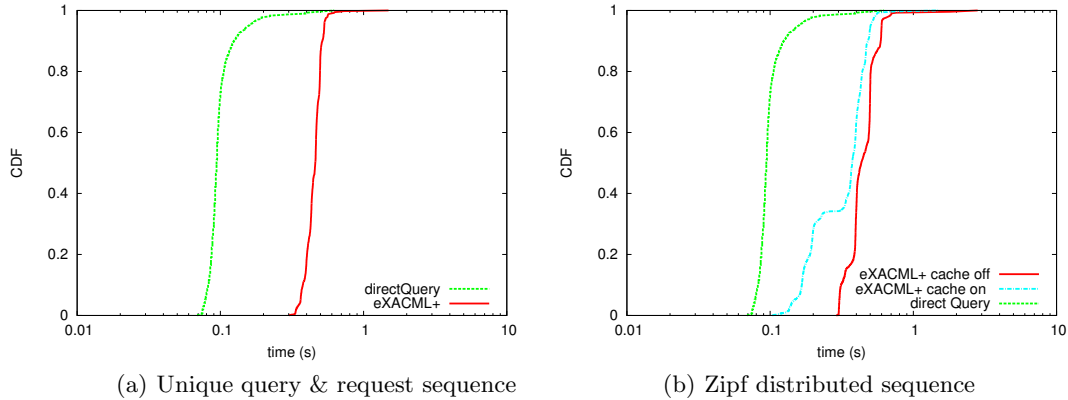 1
0.8
0.6
0.4
0.2
0
CDF
0.01
0.1
1
10
time (s)
directQuery
eXACML+
(a) Unique query & request sequence
1
0.8
0.6
0.4
0.2
0
CDF
0.01
0.1
1
10
time (s)
eXACML+ cache off
eXACML+ cache on
direct Query
(b) Zipf distributed sequence